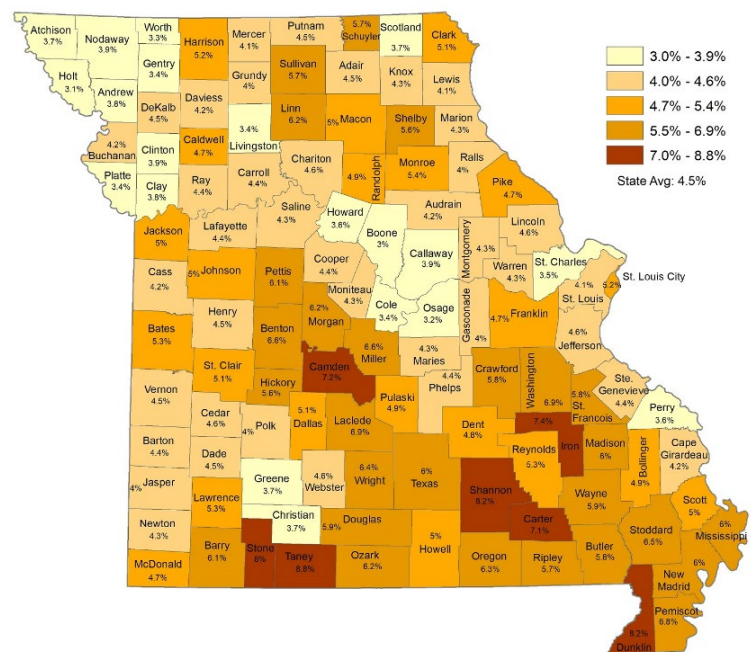 Atchison
3.7%
Nodaway
3.9%
Worth
3.3%
Harrison
5.2%
Mercer
4.1%
Putnam
4.5%
5.7%
Schuyler
Scotland
3.7%
Clark
5.1%
Holt
3.1%
Andrew
3.8%
Gentry
3.4%
Grundy
4%
Sullivan
5.7%
Adair
4.5%
Knox
4.3%
Lewis
4.1%
DeKalb
4.5%
Daviess
4.2%
3.4%
Livingston
Linn
6.2%
5% Macon
Shelby
5.6%
Marion
4.3%
4.2%
Buchanan
Clinton
3.9%
Caldwell
4.7%
Chariton
4.6%
4.9%
Randolph
Monroe
5.4%
Ralls
4%
Pike
4.7%
Platte
3.4%
Clay
3.8%
Ray
4.4%
Carroll
4.4%
Saline
4.3%
Howard
3.6%
Boone
3%
Audrain
4.2%
Callaway
3.9%
Montgomery
4.3%
Lincoln
4.6%
Warren
4.3%
St. Charles
3.5%
4.1%
St. Louis
5.2%
St. Louis City
Jackson
5%
Lafayette
4.4%
Cass
4.2%
5% Johnson
Pettis
6.1%
Cooper
4.4%
Moniteau
4.3%
Cole
3.4%
Osage
3.2%
Gasconade
4%
4.7% Franklin
4.6%
Jefferson
Bates
5.3%
Henry
4.5%
Benton
6.6%
6.2%
Morgan
6.6%
Miller
4.3%
Maries
4.4%
Phelps
Crawford
5.8%
Washington
6.9%
5.8%
St.
Francois
Ste.
Genevieve
4.4%
Perry
3.6%
Vernon
4.5%
St. Clair
5.1%
Hickory
5.6%
Camden
7.2%
Pulaski
4.9%
Cedar
4.6%
4% Polk
5.1%
Dallas
Laclede
6.9%
Dent
4.8%
7.4%
Iron
Madison
6%
Bollinger
4.9%
Cape
Girardeau
4.2%
Barton
4.4%
Dade
4.5%
Reynolds
5.3%
4% Jasper
Greene
3.7%
4.6%
Webster
6.4%
Wright
6%
Texas
Shannon
8.2%
Wayne
5.9%
Scott
5%
Lawrence
5.3%
Christian
3.7%
5.9% Douglas
Carter
7.1%
Stoddard
6.5%
6%
Mississippi
Newton
4.3%
Barry
6.1%
Stone
8%
Taney
8.8%
Ozark
6.2%
5%
Howell
Oregon
6.3%
Ripley
5.7%
Butler
5.8%
6%
New
Madrid
McDonald
4.7%
Pemiscot
6.8%
8.2%
Dunklin
3.0% - 3.9%
4.0% - 4.6%
4.7% - 5.4%
5.5% - 6.9%
7.0% - 8.8%
State Avg: 4.5%